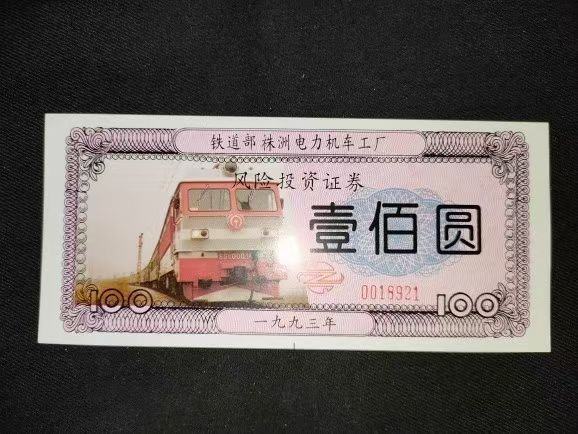 铁道部株洲电力机车工厂
风险投资证券
壹佰圆
0018921
100
100
一九九三年